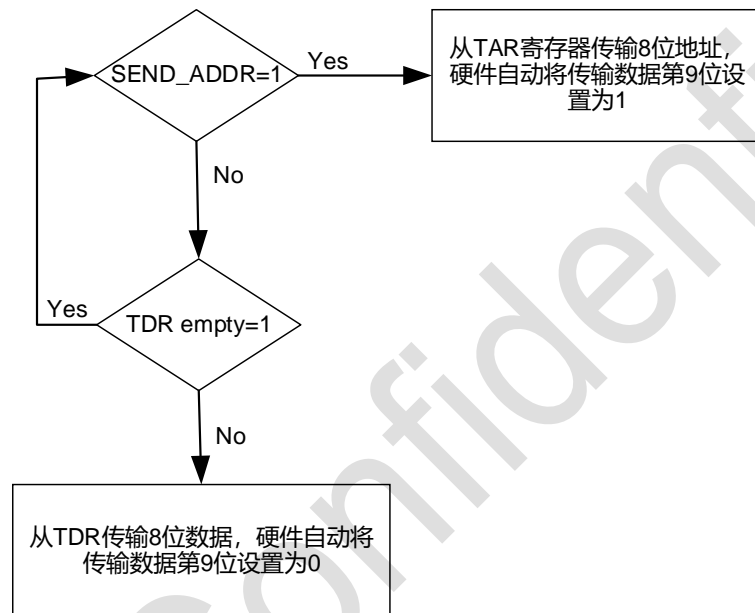 SEND_ADDR=1
Yes
从TAR寄存器传输8位地址，
硬件自动将传输数据第9位设
置为1
No
Yes
TDR empty=1
No
从TDR传输8位数据，硬件自动将
传输数据第9位设置为0
Confidenti